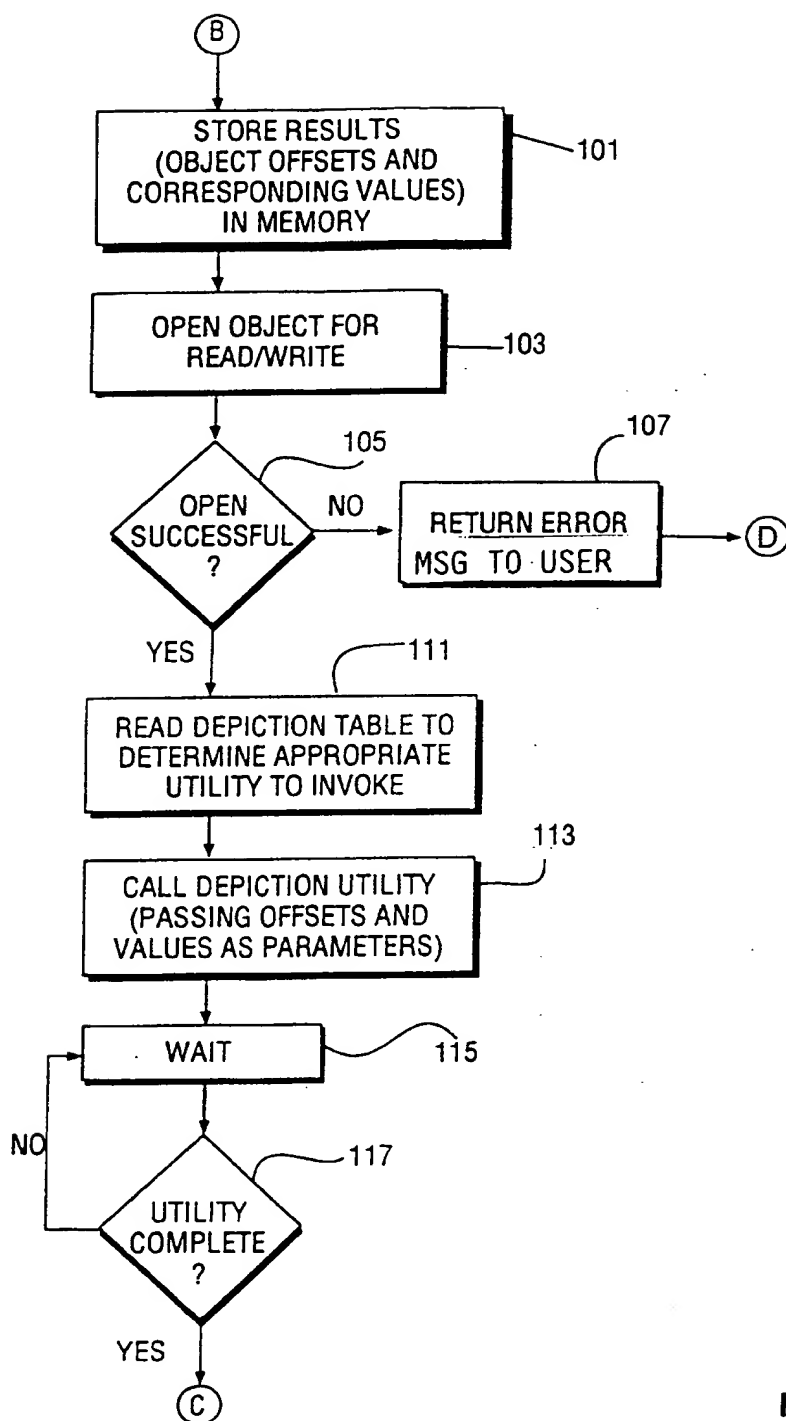 B
STORE RESULTS
(OBJECT OFFSETS AND
CORRESPONDING VALUES)
IN MEMORY
101
OPEN OBJECT FOR
READ/WRITE
103
105
OPEN
SUCCESSFUL
?
NO
107
RETURN ERROR
MSG TO USER
D
YES
111
READ DEPICTION TABLE TO
DETERMINE APPROPRIATE
UTILITY TO INVOKE
113
CALL DEPICTION UTILITY
(PASSING OFFSETS AND
VALUES AS PARAMETERS)
WAIT
115
NO
117
UTILITY
COMPLETE
?
YES
C